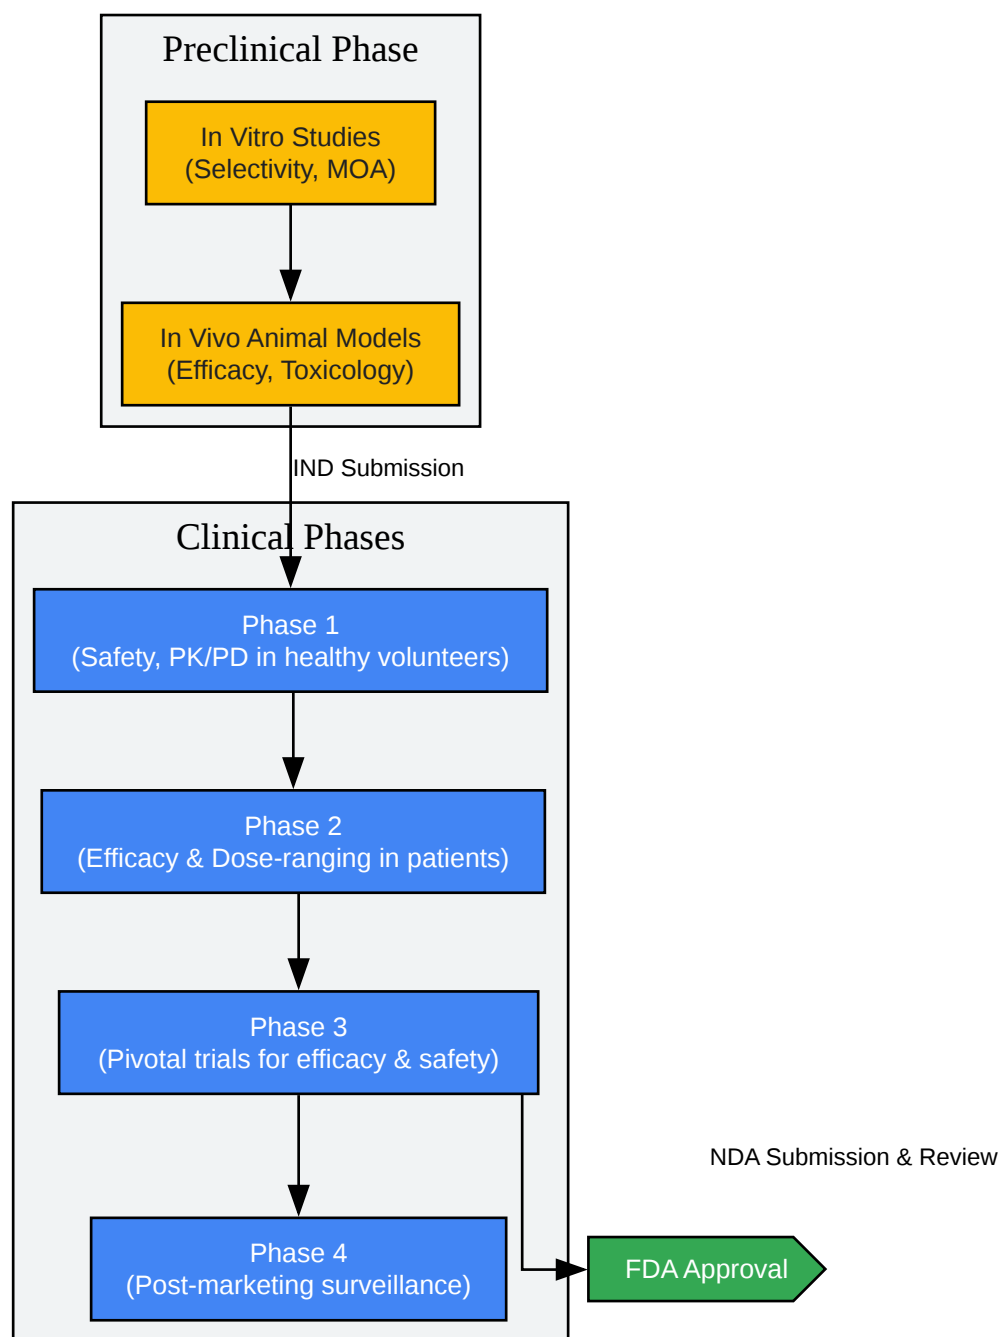 Preclinical Phase
In Vitro Studies
(Selectivity, MOA)
In Vivo Animal Models
(Efficacy, Toxicology)
IND Submission
Clinical Phases
Phase 1
(Safety, PK/PD in healthy volunteers)
Phase 2
(Efficacy & Dose-ranging in patients)
Phase 3
(Pivotal trials for efficacy & safety)
NDA Submission & Review
Phase 4
(Post-marketing surveillance)
FDA Approval